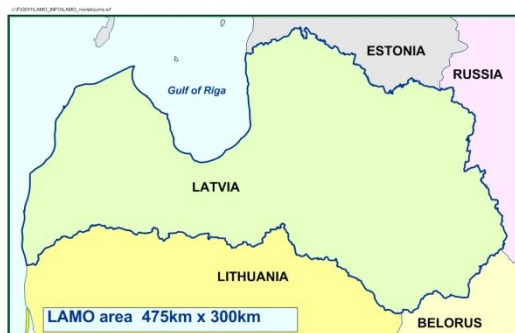 ESTONIA
RUSSIA
Gulf of Riga
LATVIA
LITHUANIA
LAMO area 475km x 300km
BELORUS